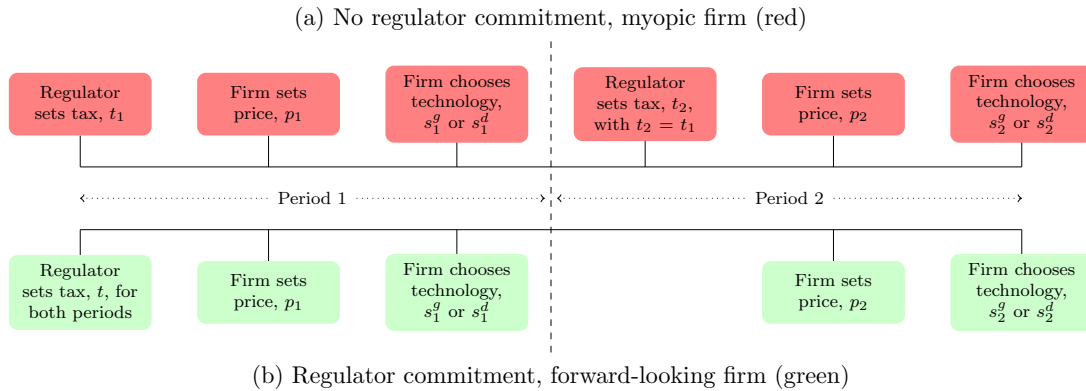 (a) No regulator commitment, myopic firm (red)
Regulator
sets tax, t₁
Firm sets
price, p₁
Firm chooses
technology,
s₁ᵍ or s₁ᵈ
Regulator
sets tax, t₂,
with t₂ = t₁
Firm sets
price, p₂
Firm chooses
technology,
s₂ᵍ or s₂ᵈ
Period 1
Period 2
Regulator
sets tax, t, for
both periods
Firm sets
price, p₁
Firm chooses
technology,
s₁ᵍ or s₁ᵈ
Firm sets
price, p₂
Firm chooses
technology,
s₂ᵍ or s₂ᵈ
(b) Regulator commitment, forward-looking firm (green)